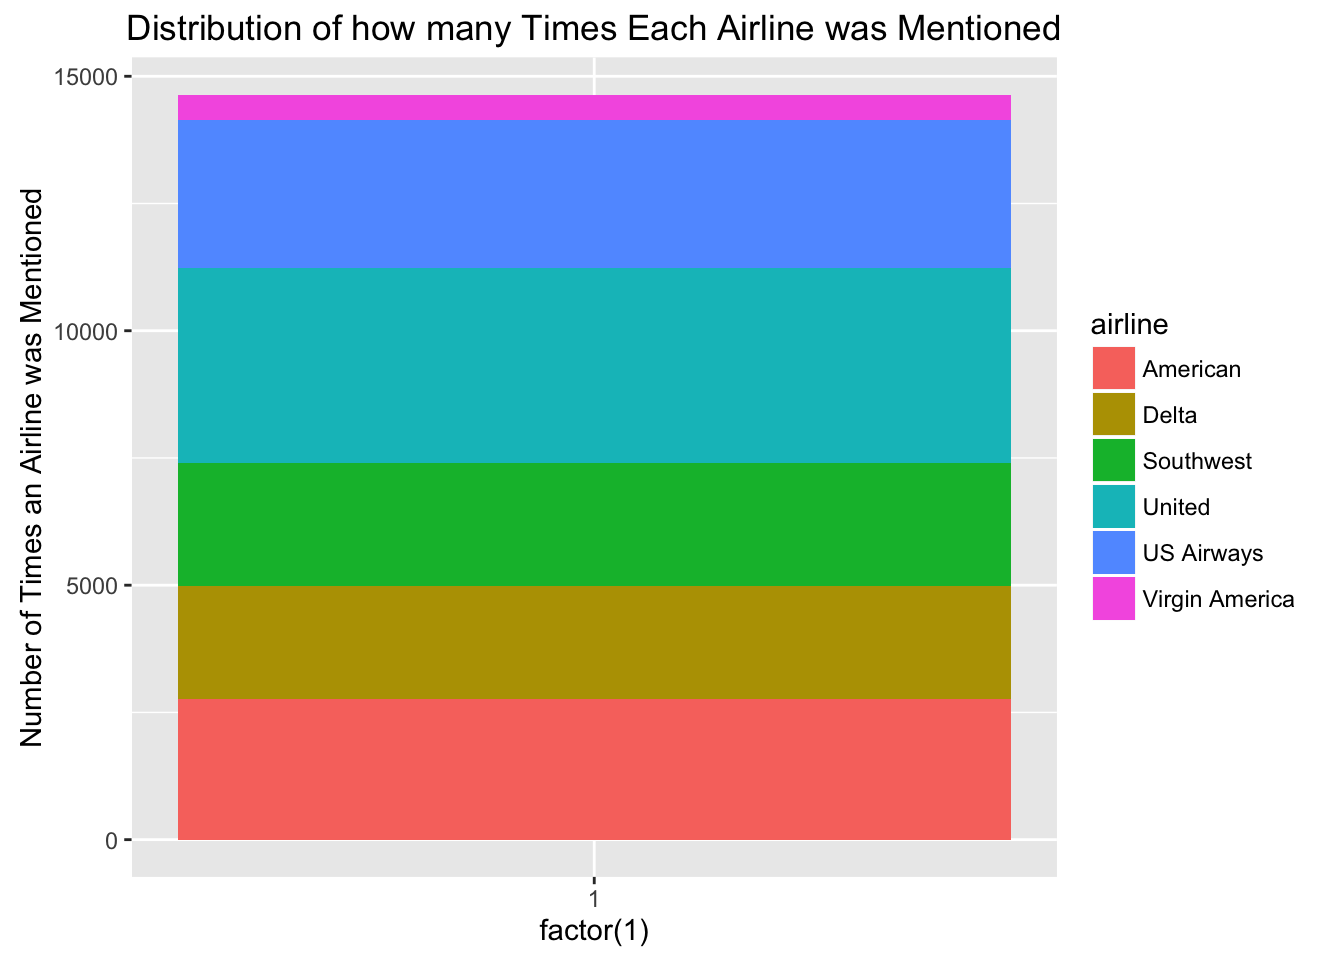 Distribution of how many Times Each Airline was Mentioned
Number of Times an Airline was Mentioned
15000
10000
5000
0
1
factor(1)
airline
American
Delta
Southwest
United
US Airways
Virgin America